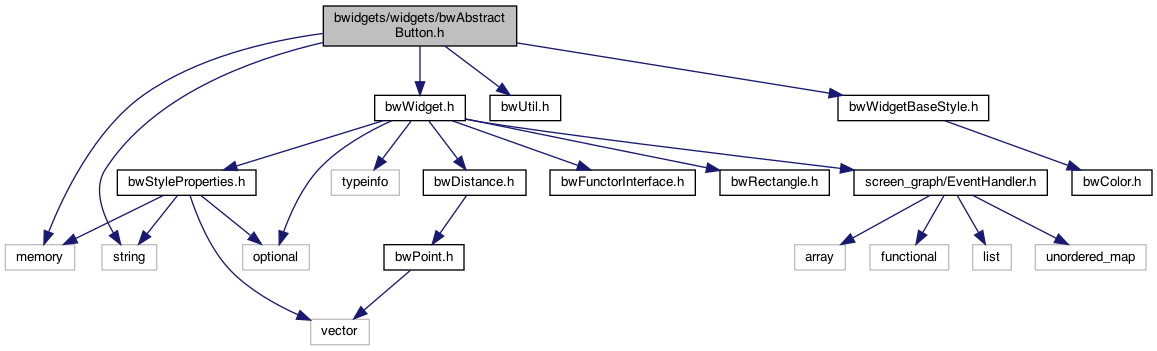 bwidgets/widgets/bwAbstract
Button.h
bwWidget.h
bwUtil.h
bwWidgetBaseStyle.h
bwStyleProperties.h
typeinfo
bwDistance.h
bwFunctorInterface.h
bwRectangle.h
screen_graph/EventHandler.h
bwColor.h
memory
string
optional
bwPoint.h
array
functional
list
unordered_map
vector